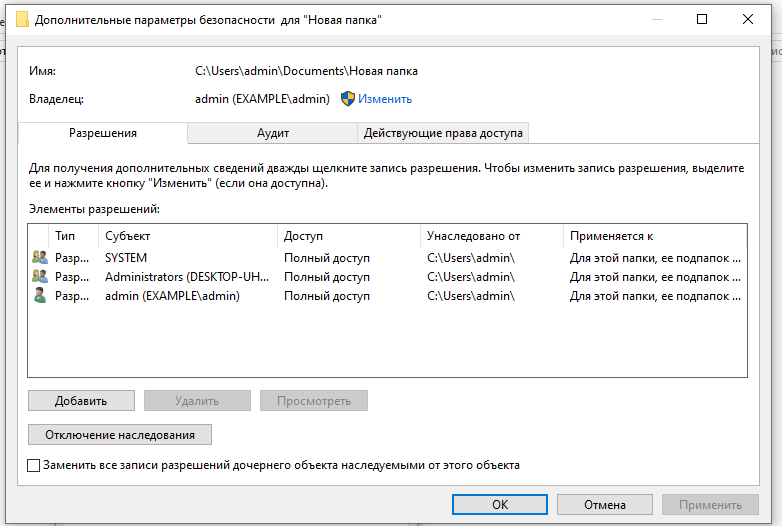 Дополнительные параметры безопасности для "Новая папка"
Имя: C:\Users\admin\Documents\Новая папка
Владелец: admin (EXAMPLE\admin) Изменить
Разрешения Аудит Действующие права доступа
Для получения дополнительных сведений дважды щелкните запись разрешения. Чтобы изменить запись разрешения, выделите
ее и нажмите кнопку "Изменить" (если она доступна).
Элементы разрешений:
Тип Субъект Доступ Унаследовано от Применяется к
Разр... SYSTEM Полный доступ C:\Users\admin\ Для этой папки, ее подпапок ...
Разр... Administrators (DESKTOP-UH... Полный доступ C:\Users\admin\ Для этой папки, ее подпапок ...
Разр... admin (EXAMPLE\admin) Полный доступ C:\Users\admin\ Для этой папки, ее подпапок ...
Добавить Удалить Просмотреть
Отключение наследования
Заменить все записи разрешений дочернего объекта наследуемыми от этого объекта
ОК Отмена Применить